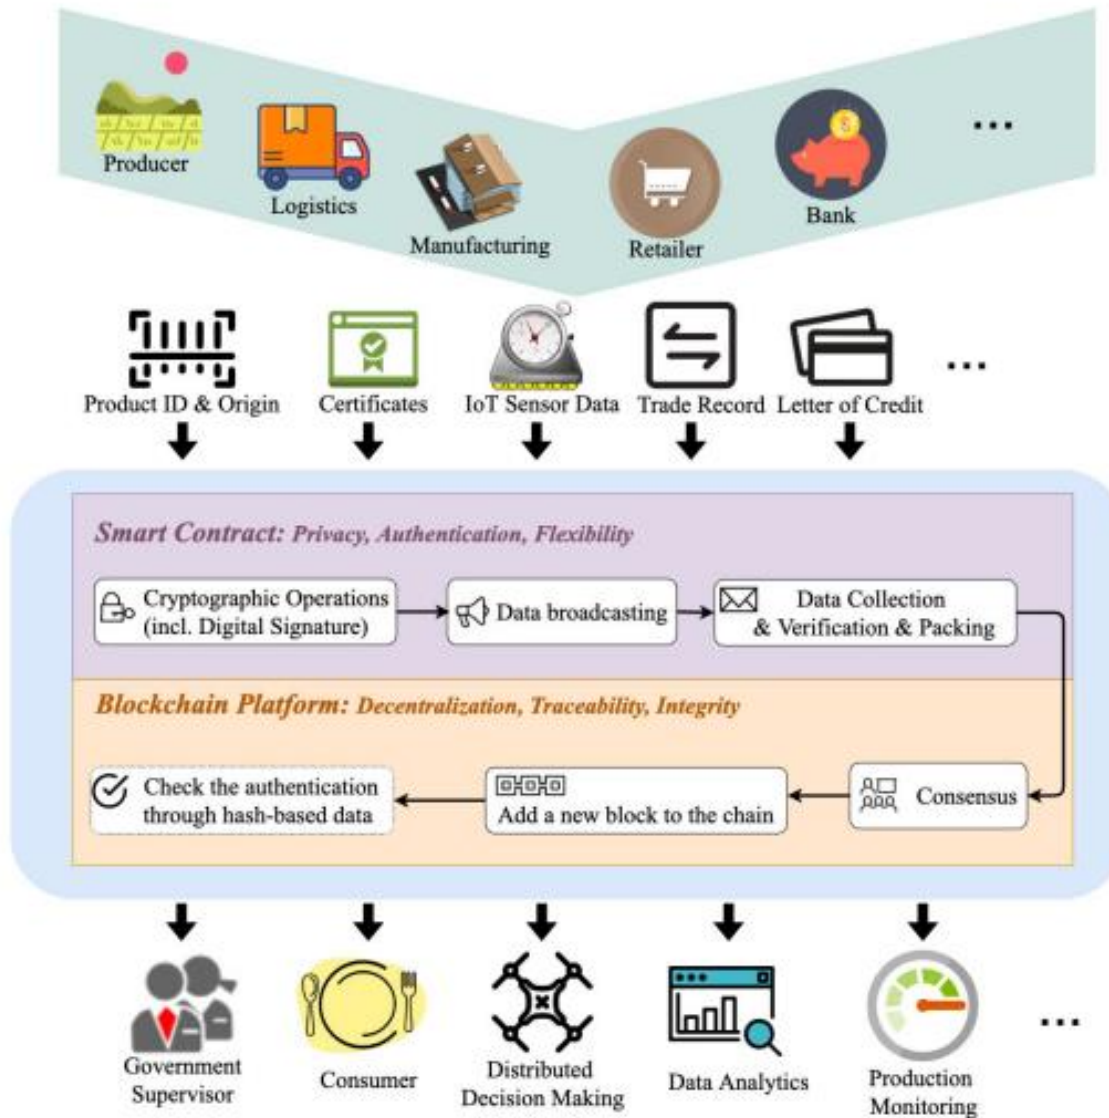 Producer
Logistics
Manufacturing
Retailer
Bank
...
Product ID & Origin
Certificates
IoT Sensor Data
Trade Record
Letter of Credit
...
Smart Contract: Privacy, Authentication, Flexibility
Cryptographic Operations
(incl. Digital Signature)
Data broadcasting
Data Collection
& Verification & Packing
Blockchain Platform: Decentralization, Traceability, Integrity
Check the authentication
through hash-based data
Add a new block to the chain
Consensus
Government
Supervisor
Consumer
Distributed
Decision Making
Data Analytics
Production
Monitoring
...